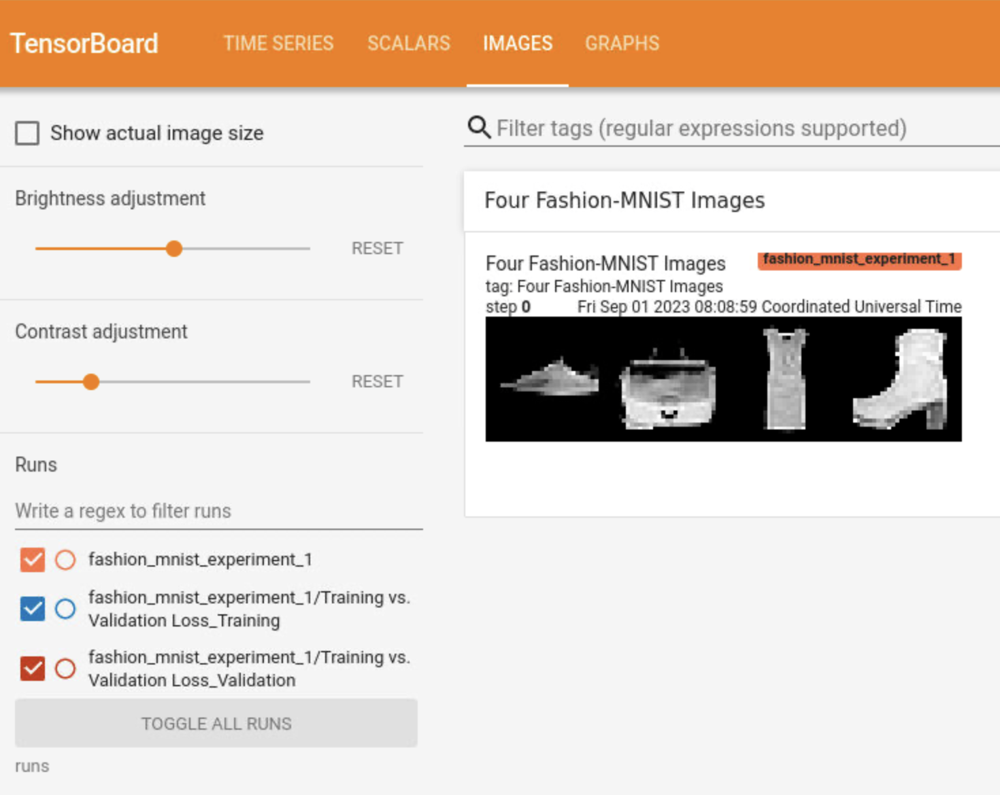 TensorBoard TIME SERIES SCALARS IMAGES GRAPHS
Show actual image size
Brightness adjustment
RESET
Contrast adjustment
RESET
Runs
Write a regex to filter runs
fashion_mnist_experiment_1
fashion_mnist_experiment_1/Training vs.
Validation Loss_Training
fashion_mnist_experiment_1/Training vs.
Validation Loss_Validation
TOGGLE ALL RUNS
runs
Filter tags (regular expressions supported)
Four Fashion-MNIST Images
Four Fashion-MNIST Images fashion_mnist_experiment_1
tag: Four Fashion-MNIST Images
step 0 Fri Sep 01 2023 08:08:59 Coordinated Universal Time